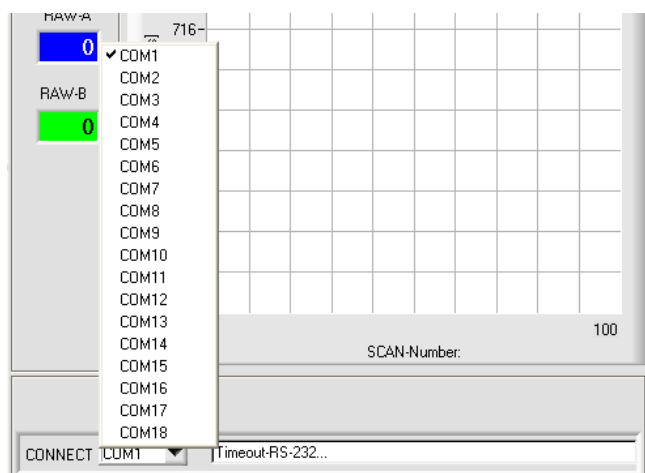 RAW-A
716
0
COM1
COM2
COM3
RAW-B
COM4
0
COM5
COM6
COM7
COM8
COM9
COM10
COM11
COM12
COM13
100
COM14
SCAN-Number:
COM15
COM16
COM17
COM18
CONNECT COM1 Timeout-RS-232...